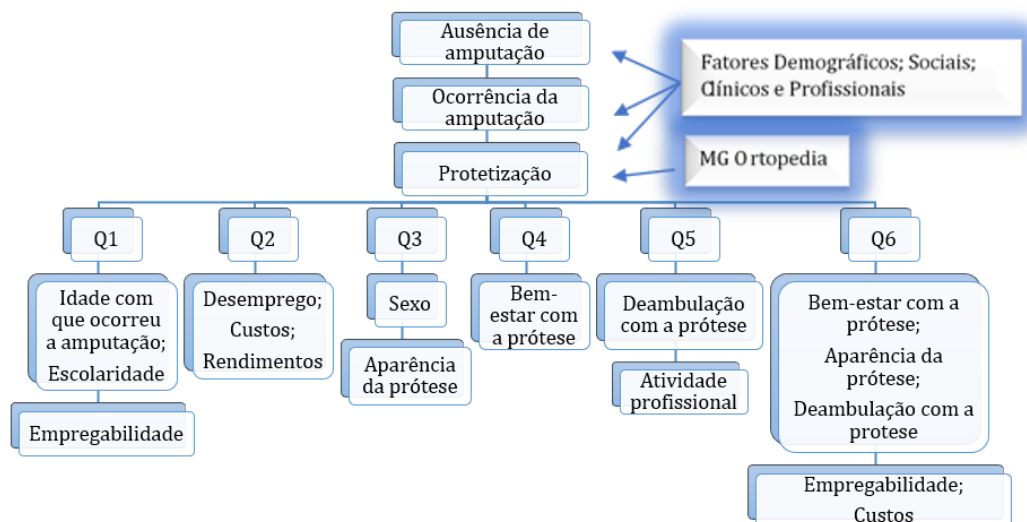 Ausência de
amputação
Fatores Demográficos; Sociais;
Clínicos e Profissionais
Ocorrência da
amputação
MG Ortopedia
Protetização
Q1
Q2
Q3
Q4
Q5
Q6
Idade com
que ocorreu
a amputação;
Escolaridade
Empregabilidade
Desemprego;
Custos;
Rendimentos
Sexo
Aparência
da prótese
Bem-
estar com
a prótese
Deambulação
com a prótese
Atividade
profissional
Bem-estar com a
prótese;
Aparência da
prótese;
Deambulação com a
protese
Empregabilidade;
Custos